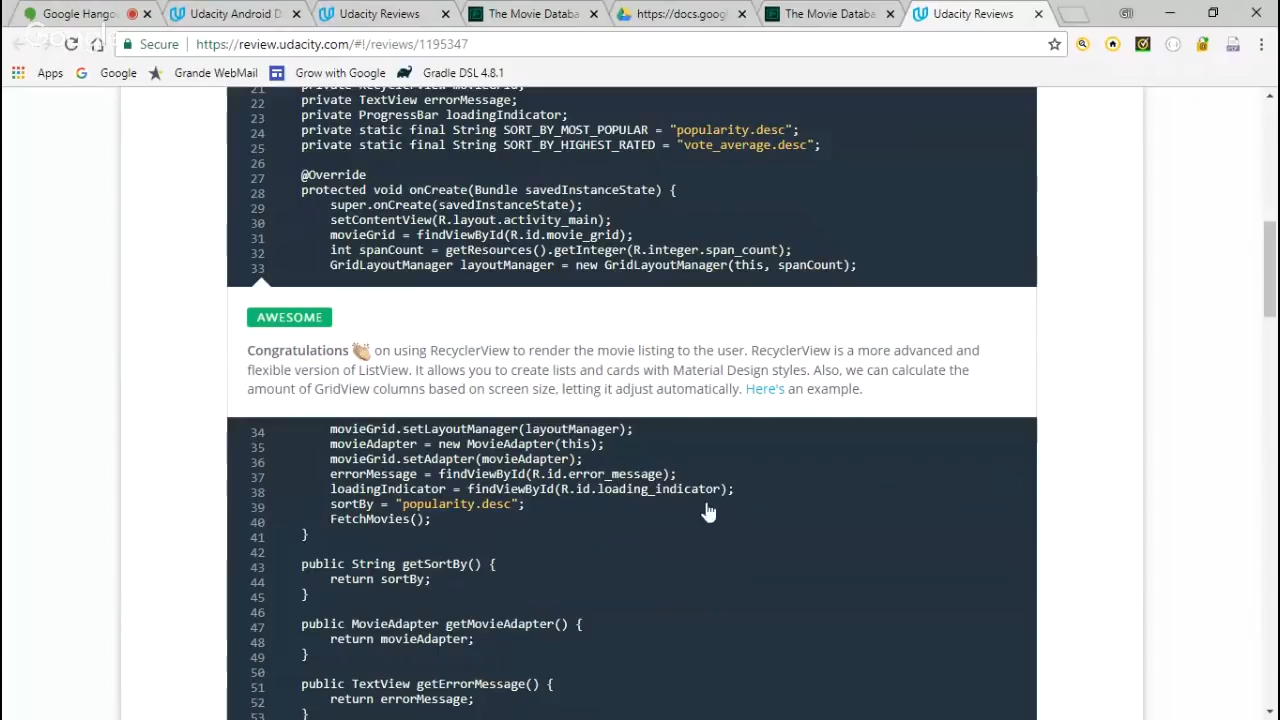 Google Hango
Udacity Android D
Udacity Reviews
The Movie Databa
https://docs.googl
The Movie Databa
Udacity Reviews
Secure
https://review.udacity.com/#!/reviews/1195347
Apps
Google
Grande WebMail
Grow with Google
Gradle DSL 4.8.1
21 private RecyclerView movieGrid;
22 private TextView errorMessage;
23 private ProgressBar loadingIndicator;
24 private static final String SORT_BY_MOST_POPULAR = "popularity.desc";
25 private static final String SORT_BY_HIGHEST_RATED = "vote_average.desc";
26
27 @Override
28 protected void onCreate(Bundle savedInstanceState) {
29 super.onCreate(savedInstanceState);
30 setContentView(R.layout.activity_main);
31 movieGrid = findViewById(R.id.movie_grid);
32 int spanCount = getResources().getInteger(R.integer.span_count);
33 GridLayoutManager layoutManager = new GridLayoutManager(this, spanCount);
AWESOME
Congratulations 👏 on using RecyclerView to render the movie listing to the user. RecyclerView is a more advanced and
flexible version of ListView. It allows you to create lists and cards with Material Design styles. Also, we can calculate the
amount of GridView columns based on screen size, letting it adjust automatically. Here's an example.
34 movieGrid.setLayoutManager(layoutManager);
35 movieAdapter = new MovieAdapter(this);
36 movieGrid.setAdapter(movieAdapter);
37 errorMessage = findViewById(R.id.error_message);
38 loadingIndicator = findViewById(R.id.loading_indicator);
39 sortBy = "popularity.desc";
40 FetchMovies();
41 }
42
43 public String getSortBy() {
44 return sortBy;
45 }
46
47 public MovieAdapter getMovieAdapter() {
48 return movieAdapter;
49 }
50
51 public TextView getErrorMessage() {
52 return errorMessage;
53 }